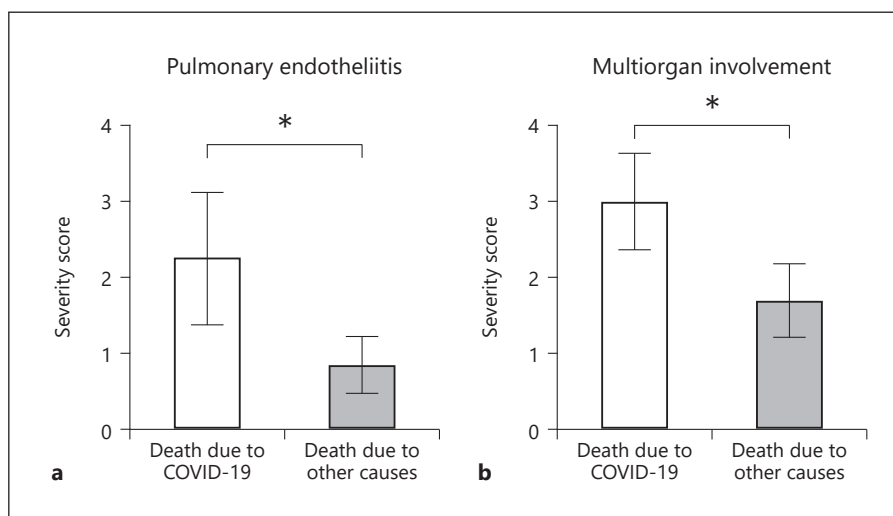 Pulmonary endotheliitis
Multiorgan involvement
*
*
Severity score
4
3
2
1
0
Death due to
COVID-19
Death due to
other causes
a
Severity score
4
3
2
1
0
Death due to
COVID-19
Death due to
other causes
b